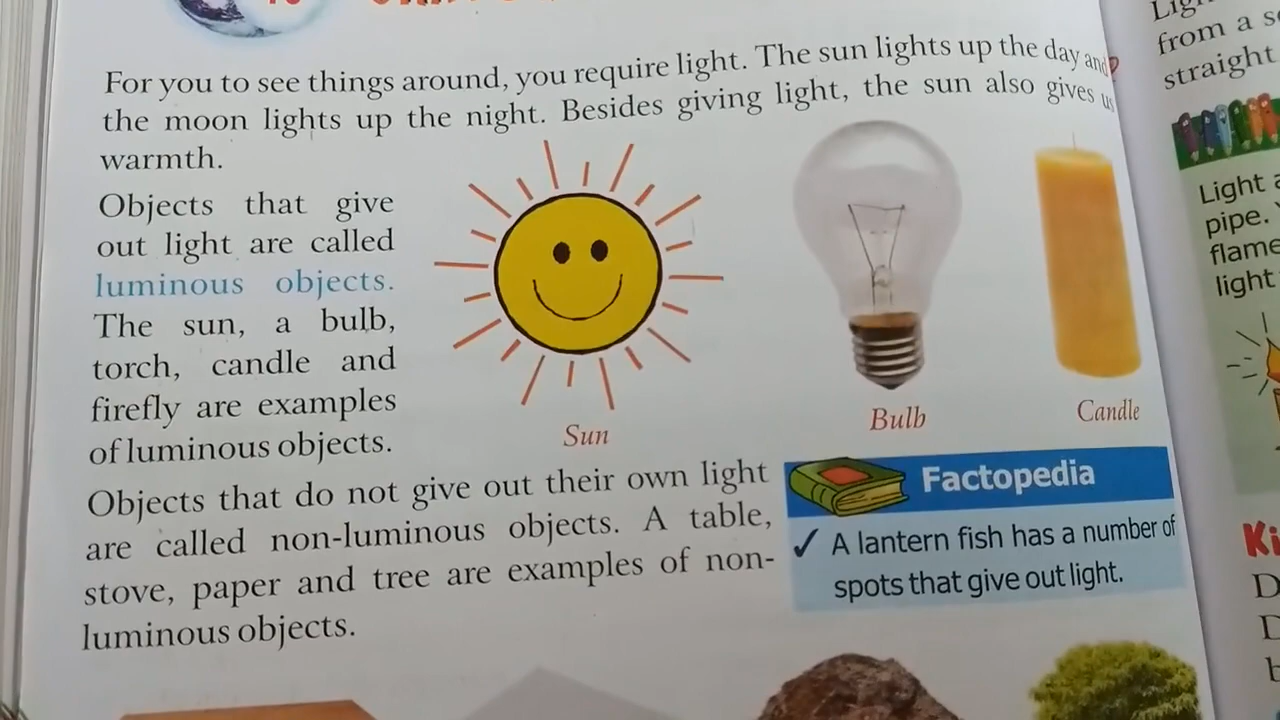 For you to see things around, you require light. The sun lights up the day and
the moon lights up the night. Besides giving light, the sun also gives us
warmth.
Objects that give
out light are called
luminous objects.
The sun, a bulb,
torch, candle and
firefly are examples
of luminous objects.
Sun
Bulb
Candle
Objects that do not give out their own light
are called non-luminous objects. A table,
stove, paper and tree are examples of non-
luminous objects.
Factopedia
✓ A lantern fish has a number of
spots that give out light.
from a
straight
Light
pipe.
flame
light